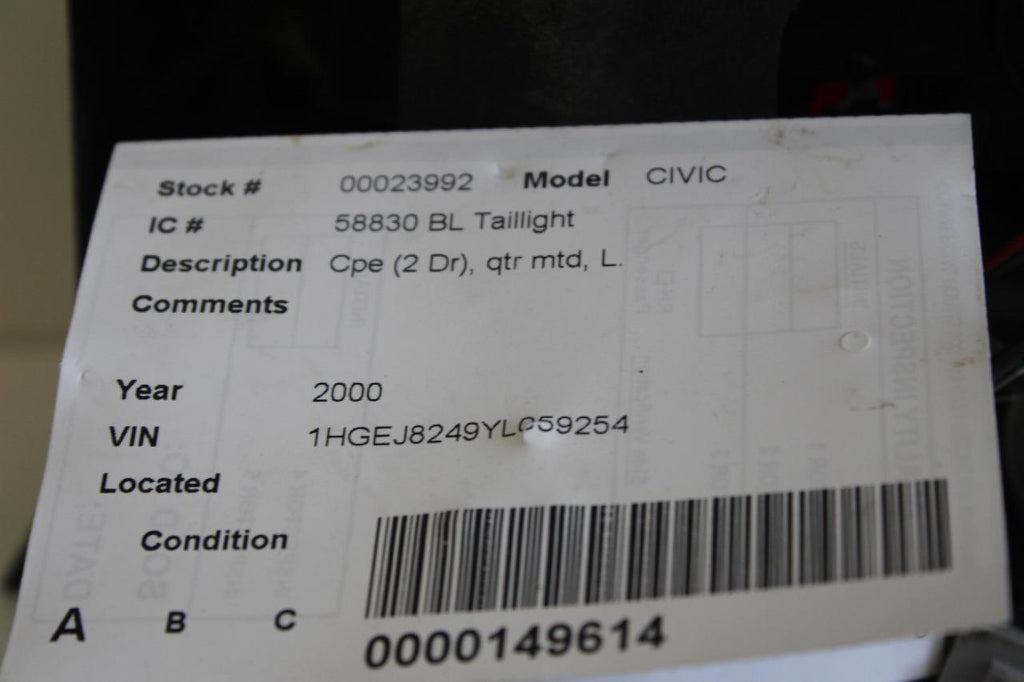 Stock # 00023992 Model CIVIC
IC # 58830 BL Taillight
Description Cpe (2 Dr), qtr mtd, L.
Comments
Year 2000
VIN
Located
Condition
A B C
0000149614